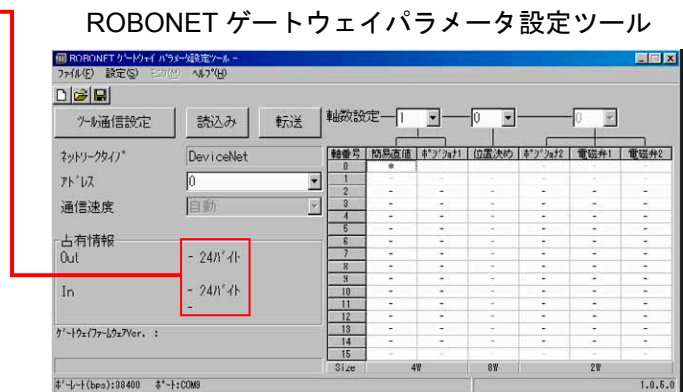 ROBONET ゲートウェイパラメータ設定ツール
ROBONET ｹﾞｰﾄｳｪｲ ﾊﾟﾗﾒｰﾀ設定ツール -
ﾌｧｲﾙ(F) 設定(S) ﾓﾆﾀ(M) ﾍﾙﾌﾟ(H)
ﾂｰﾙ通信設定 読込み 転送 軸数設定 1 0 0
ﾈｯﾄﾜｰｸﾀｲﾌﾟ DeviceNet
ｱﾄﾞﾚｽ 0
通信速度 自動
占有情報
Out - 24ﾊﾞｲﾄ
In - 24ﾊﾞｲﾄ
-
ｹﾞｰﾄｳｪｲﾌｧｰﾑｳｪｱVer. :
軸番号 簡易直値 ﾎﾟｼﾞｼｮﾅ1 位置決め ﾎﾟｼﾞｼｮﾅ2 電磁弁1 電磁弁2
0 * - - - - -
1 - - - - - -
2 - - - - - -
3 - - - - - -
4 - - - - - -
5 - - - - - -
6 - - - - - -
7 - - - - - -
8 - - - - - -
9 - - - - - -
10 - - - - - -
11 - - - - - -
12 - - - - - -
13 - - - - - -
14 - - - - - -
15 - - - - - -
Size 4W 8W 2W
ﾎﾞｰﾚｰﾄ(bps):38400 ﾎﾟｰﾄ:COM8 1.0.5.0